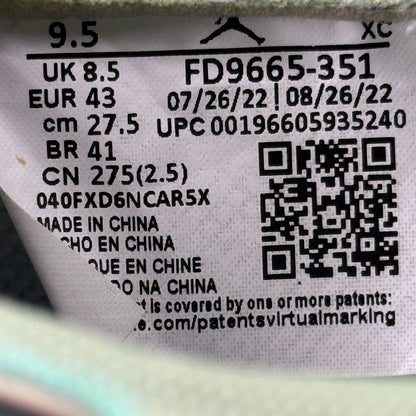 9.5 XC
UK 8.5 FD9665-351
EUR 43 07/26/22 | 08/26/22
cm 27.5 UPC 00196605935240
BR 41
CN 275(2.5)
040FXD6NCAR5X
MADE IN CHINA
CHO EN CHINA
QUE EN CHINE
DO NA CHINA
t is covered by one or more patents:
e.com/patentsvirtualmarking